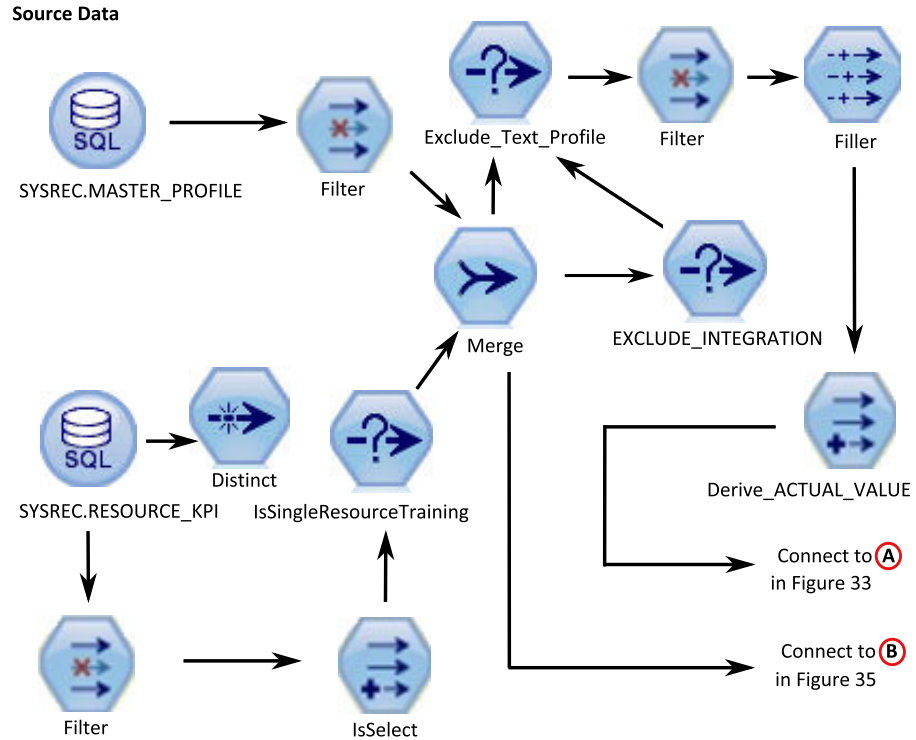 Source Data
SQL
SYSREC.MASTER_PROFILE
Filter
Exclude_Text_Profile
Filter
Filler
Merge
EXCLUDE_INTEGRATION
SQL
SYSREC.RESOURCE_KPI
Distinct
IsSingleResourceTraining
Derive_ACTUAL_VALUE
Filter
IsSelect
Connect to A
in Figure 33
Connect to B
in Figure 35